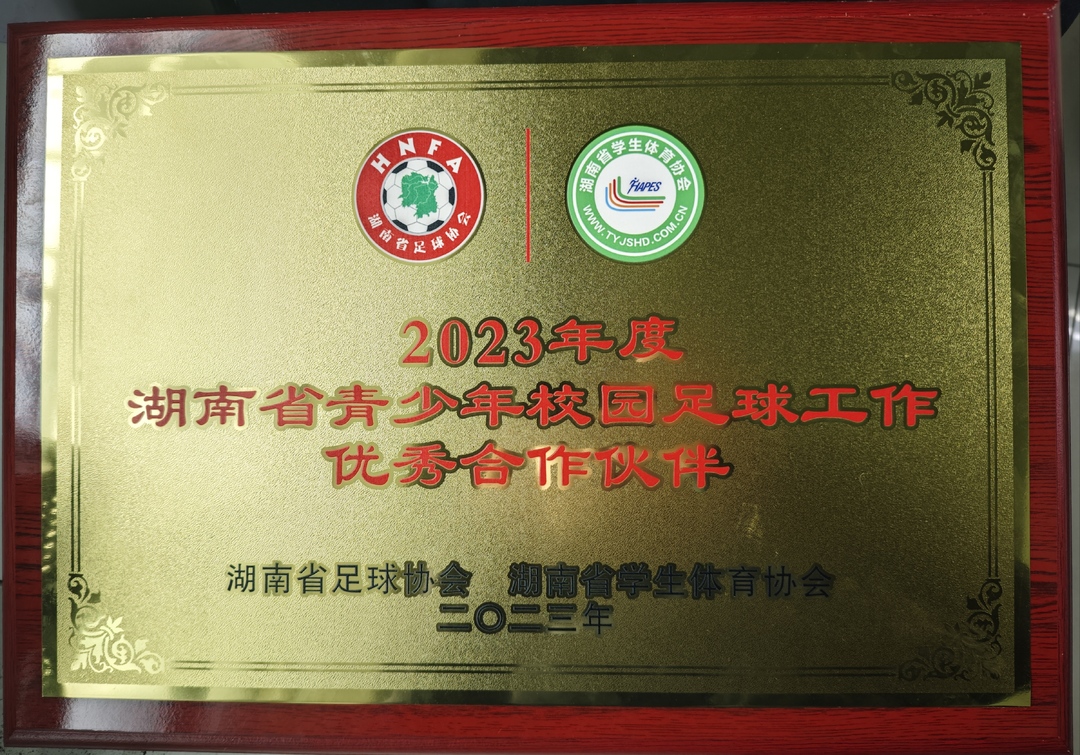 HNFA
湖南省足球协会
湖南省学生体育协会
HAPES
WWW.TYJSHD.COM.CN
2023年度
湖南省青少年校园足球工作
优秀合作伙伴
湖南省足球协会 湖南省学生体育协会
二〇二三年